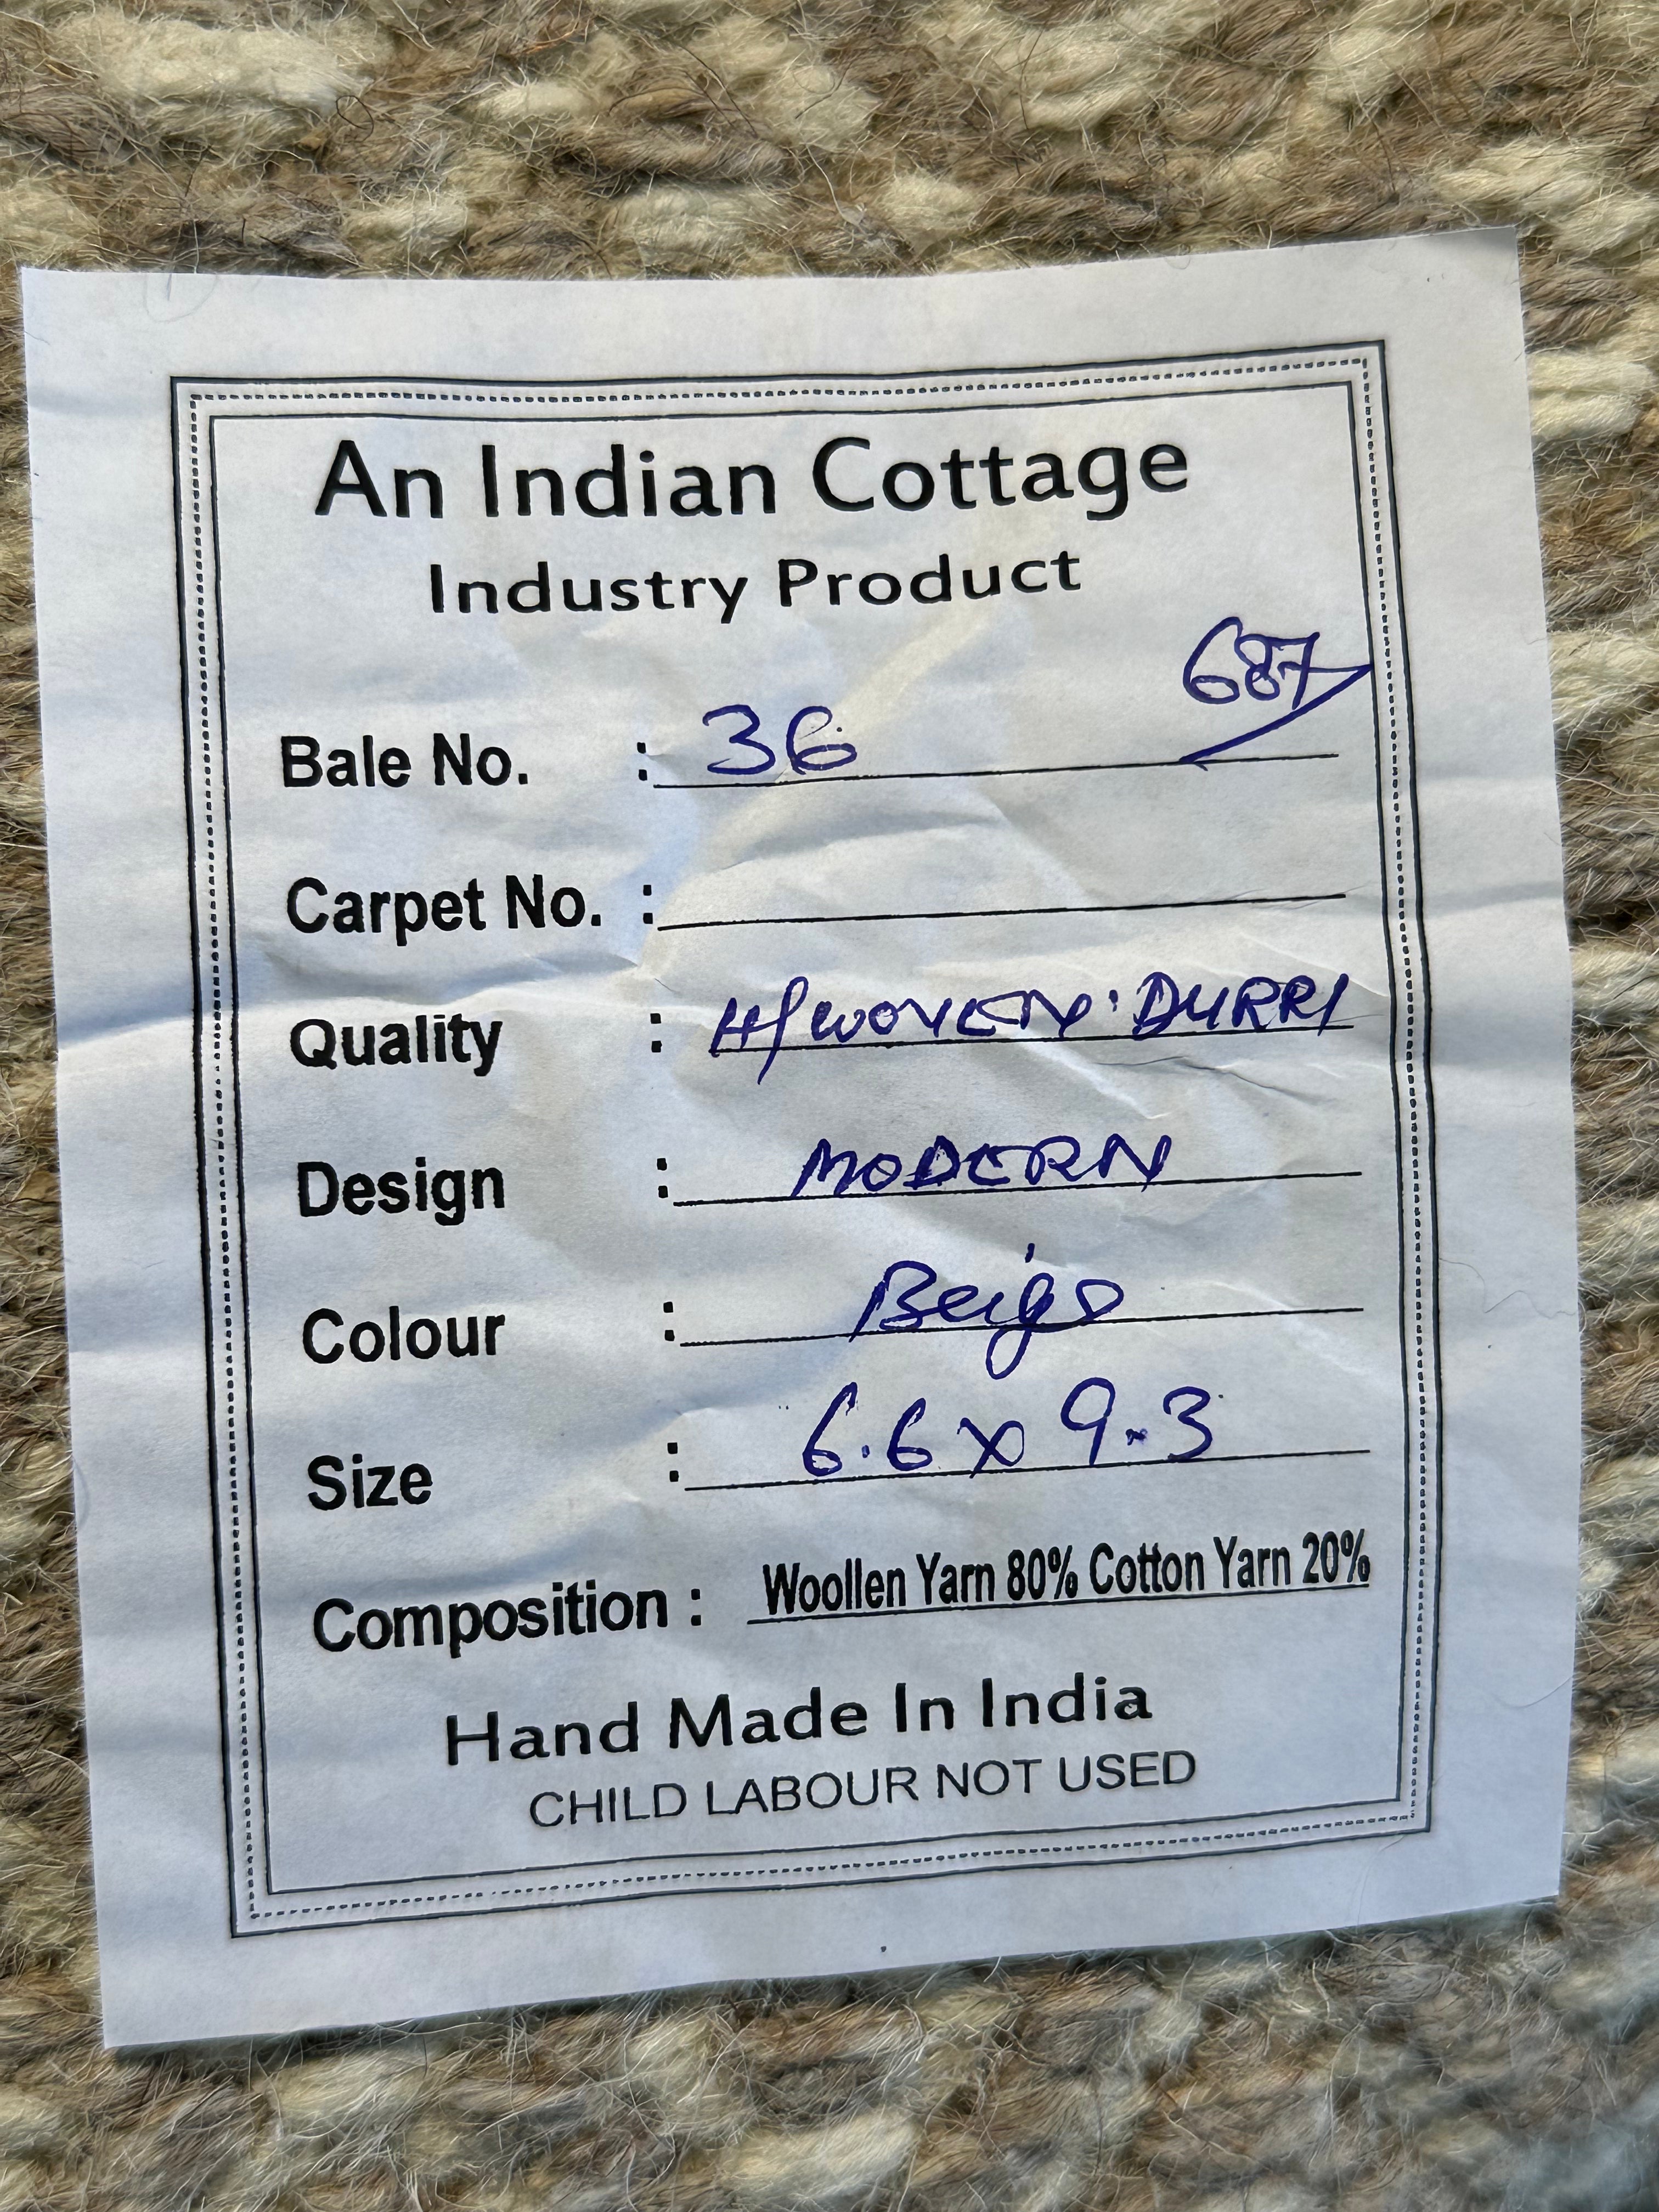 An Indian Cottage
Industry Product
687
Bale No. : 36
Carpet No. :
Quality : H/WOVEN. DURRI
Design : MODERN
Colour : Beige
Size : 6.6 x 9.3
Composition : Woollen Yarn 80% Cotton Yarn 20%
Hand Made In India
CHILD LABOUR NOT USED